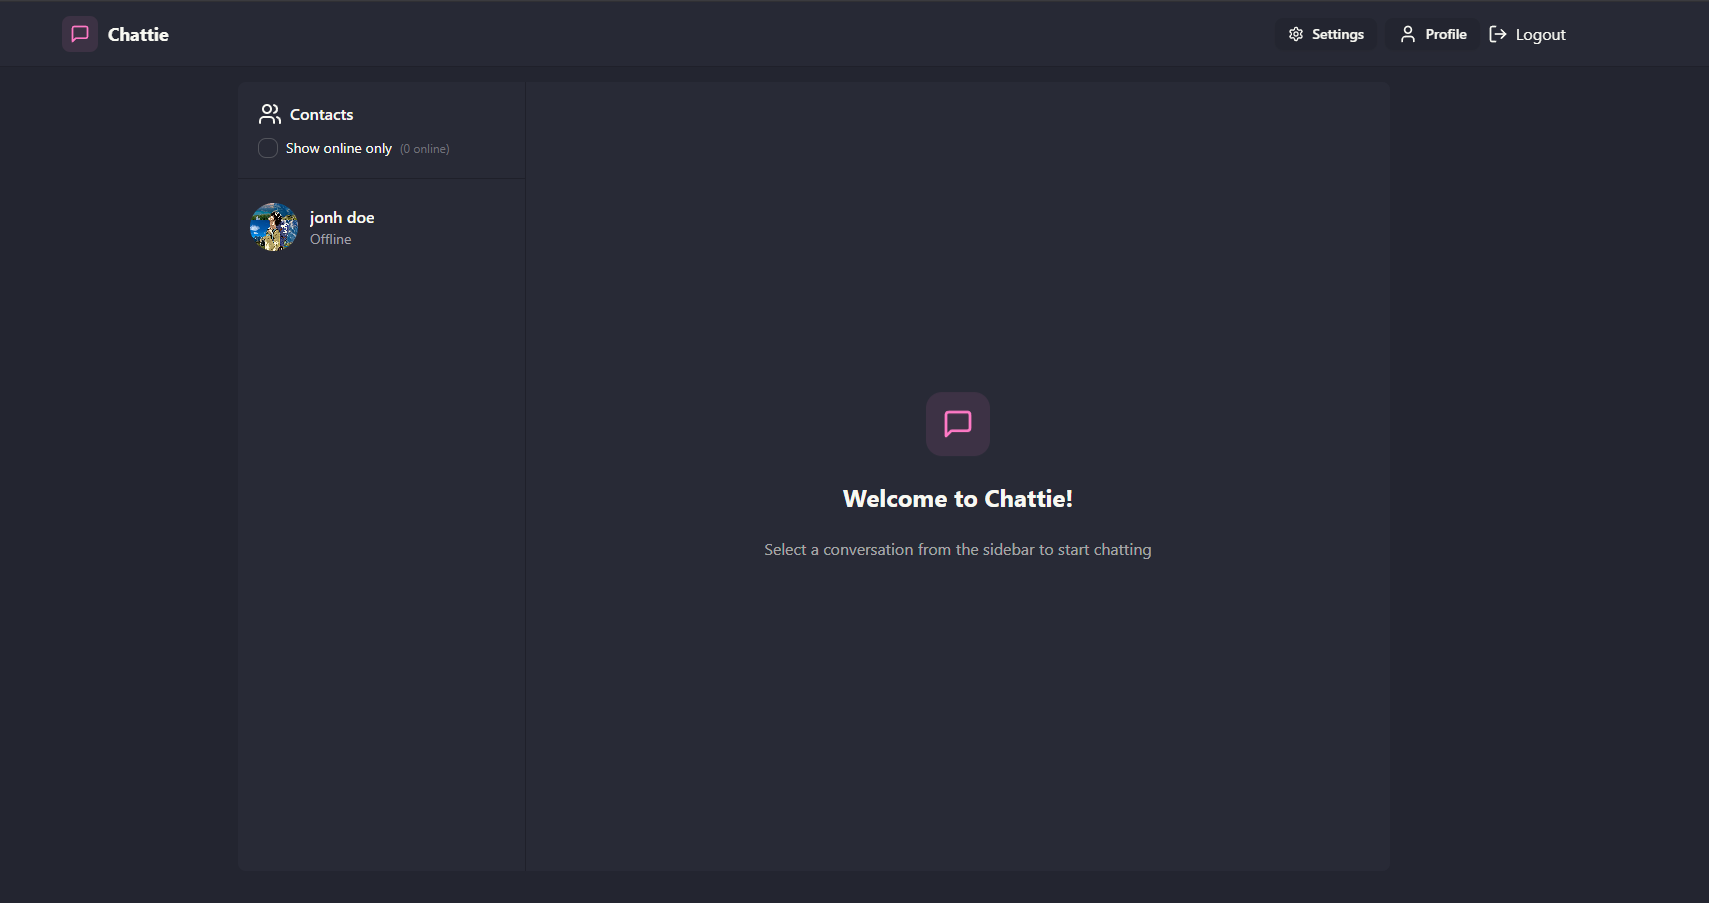 Chattie
Settings
Profile
Logout
Contacts
Show online only (0 online)
jonh doe
Offline
Welcome to Chattie!
Select a conversation from the sidebar to start chatting